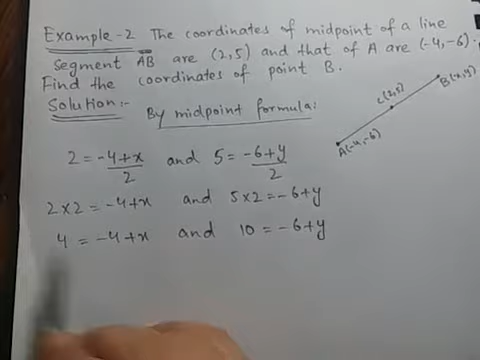 Example-2 The coordinates of midpoint of a line
segment AB are (2,5) and that of A are (-4,-6).
Find the coordinates of point B.
Solution:-
By midpoint formula:
A(-4,-6)
C(2,5)
B(x,y)
2 = -4+x/2 and 5 = -6+y/2
2×2 = -4+x and 5×2 = -6+y
4 = -4+x and 10 = -6+y